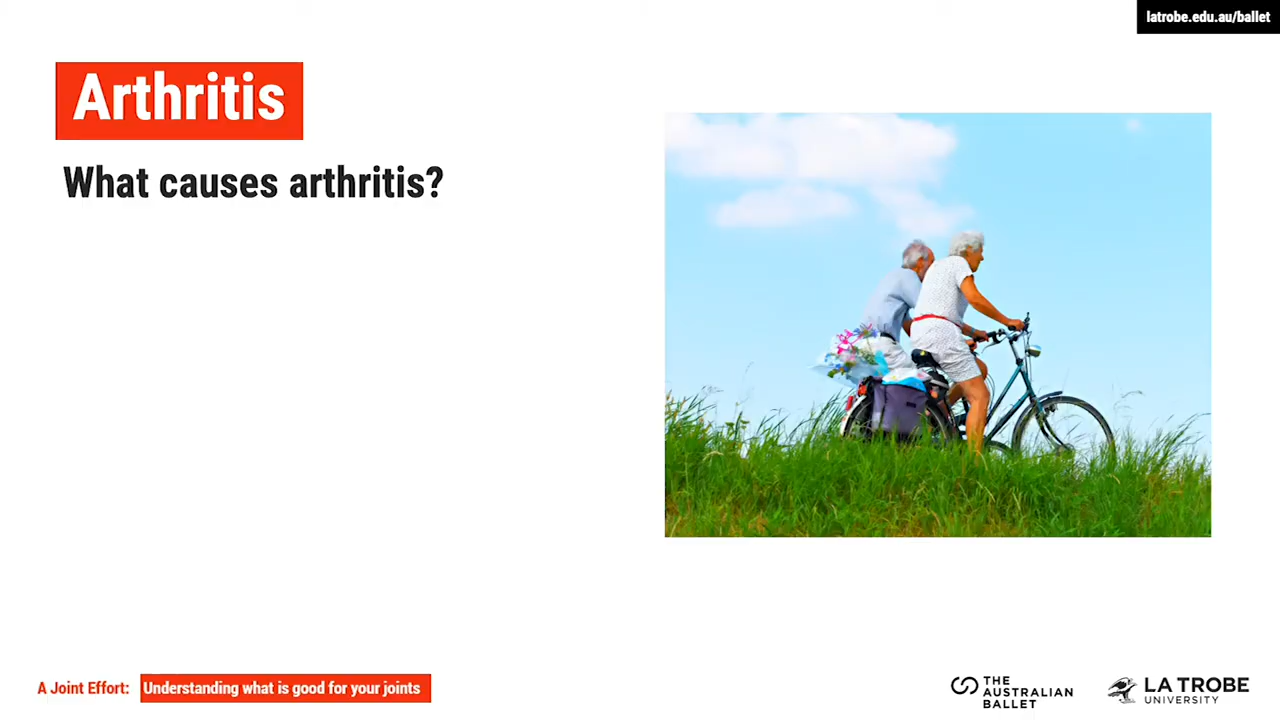 latrobe.edu.au/ballet
Arthritis
What causes arthritis?
A Joint Effort: Understanding what is good for your joints
THE
AUSTRALIAN
BALLET
LA TROBE
UNIVERSITY